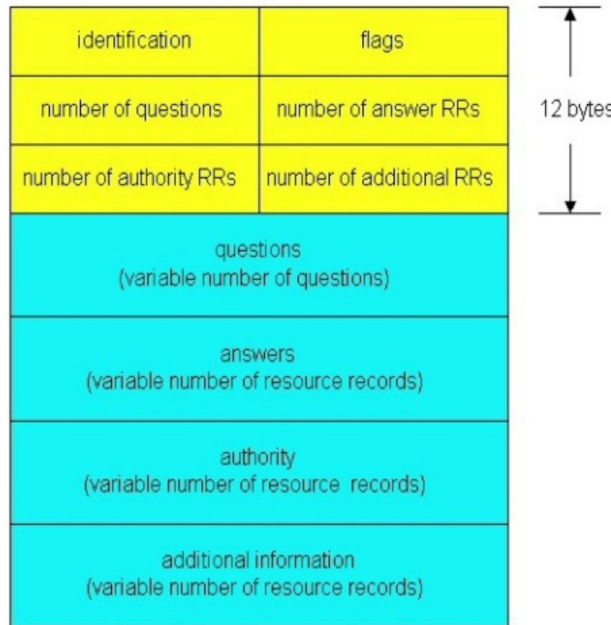 identification flags
number of questions number of answer RRs 12 bytes
number of authority RRs number of additional RRs
questions
(variable number of questions)
answers
(variable number of resource records)
authority
(variable number of resource records)
additional information
(variable number of resource records)